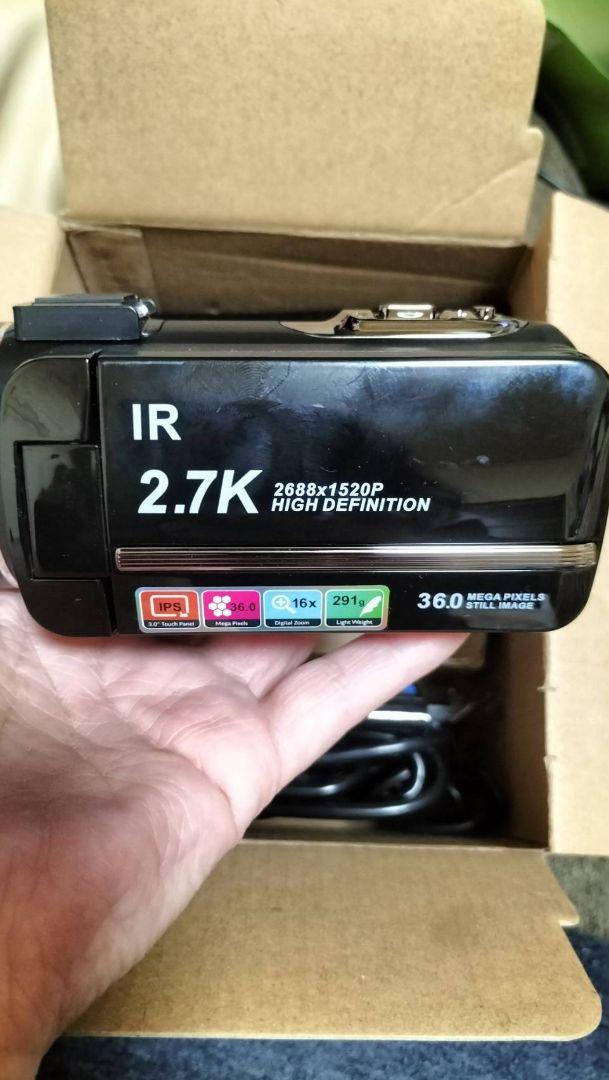 IR
2.7K 2688x1520P
HIGH DEFINITION
IPS
3.0" Touch Panel
36.0
Mega Pixels
16x
Digital Zoom
291g
Light Weight
36.0 MEGA PIXELS
STILL IMAGE